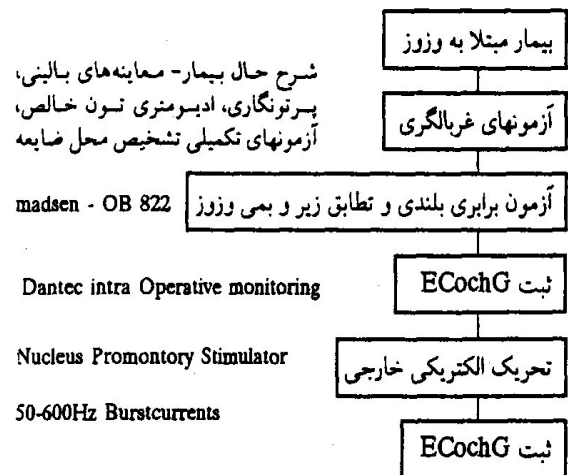 بیمار مبتلا به وزوز
شرح حال بیمار- معاینه‌های بالینی،
پرتونگاری، ادیومتری تون خالص،
آزمونهای تکمیلی تشخیص محل ضایعه
آزمونهای غربالگری
آزمون برابری بلندی و تطابق زیر و بمی وزوز
madsen - OB 822
ثبت ECochG
Dantec intra Operative monitoring
تحریک الکتریکی خارجی
Nucleus Promontory Stimulator
50-600Hz Burstcurrents
ثبت ECochG